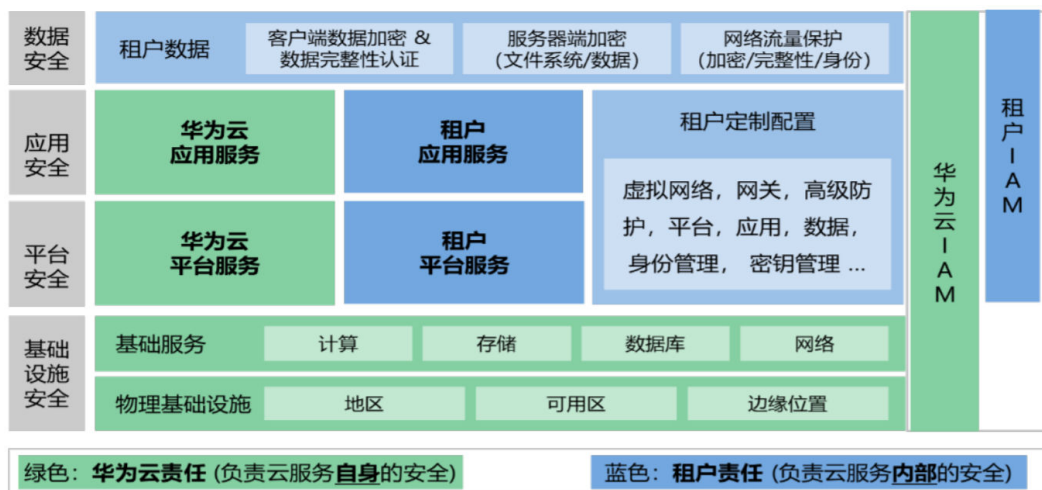 数据
安全
租户数据
客户端数据加密 &
数据完整性认证
服务器端加密
(文件系统/数据)
网络流量保护
(加密/完整性/身份)
应用
安全
华为云
应用服务
租户
应用服务
租户定制配置
虚拟网络，网关，高级防
护，平台，应用，数据，
身份管理， 密钥管理 ...
平台
安全
华为云
平台服务
租户
平台服务
基础
设施
安全
基础服务
计算
存储
数据库
网络
物理基础设施
地区
可用区
边缘位置
华
为
云
I
A
M
租
户
I
A
M
绿色：华为云责任 (负责云服务自身的安全)
蓝色：租户责任 (负责云服务内部的安全)